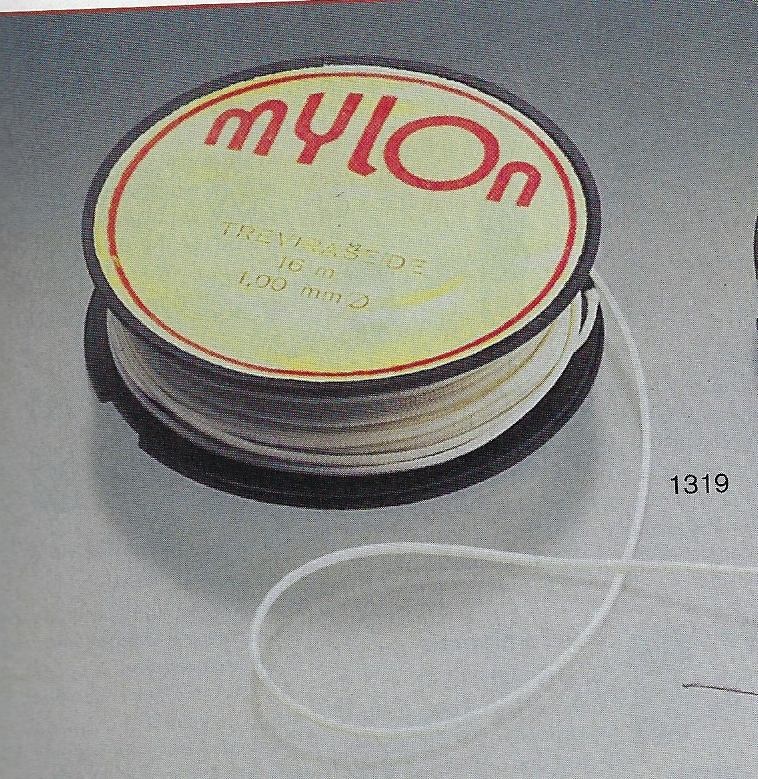 mylon
TREVIRASEIDE
16 m
1,00 mm Ø
1319